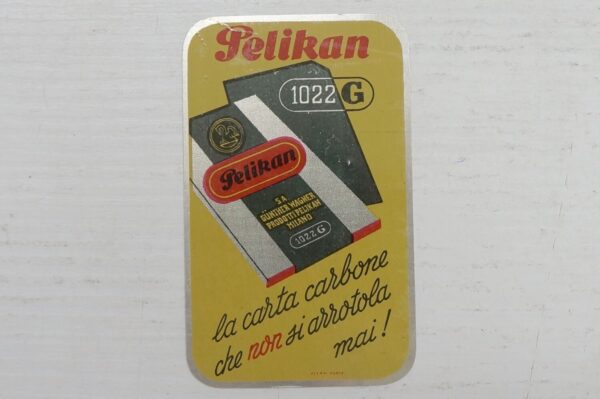 Pelikan
1022 G
Pelikan
S.A.
GÜNTHER WAGNER
PRODOTTI PELIKAN
MILANO
1022 G
la carta carbone
che non si arrotola
mai!